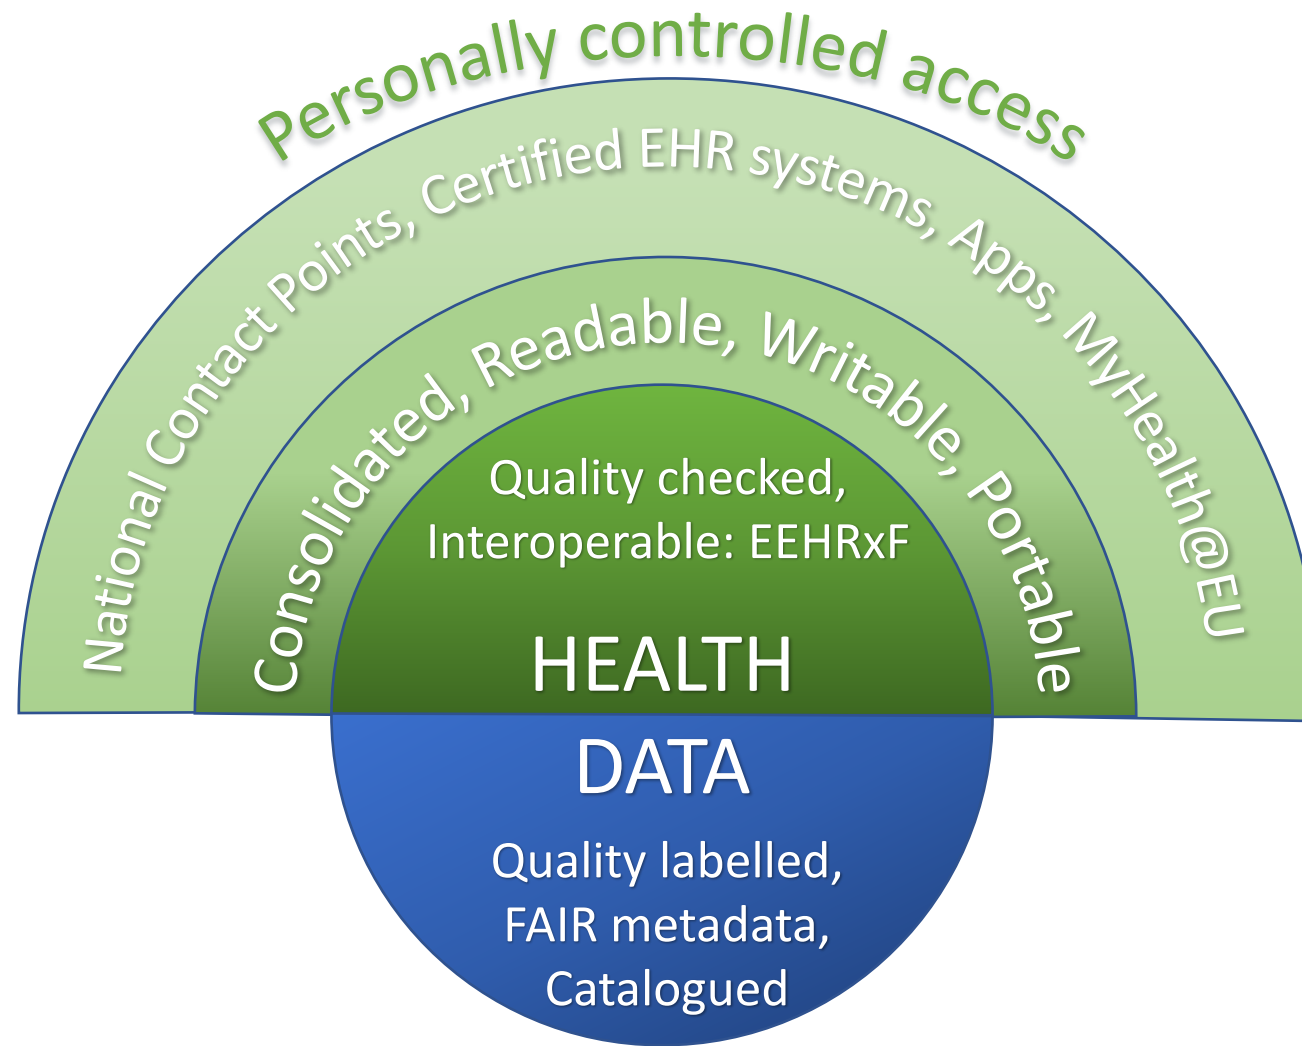 Personally controlled access
National Contact Points, Certified EHR systems, Apps, MyHealth@EU
Consolidated, Readable, Writable, Portable
Quality checked,
Interoperable: EEHRxF
HEALTH
DATA
Quality labelled,
FAIR metadata,
Catalogued